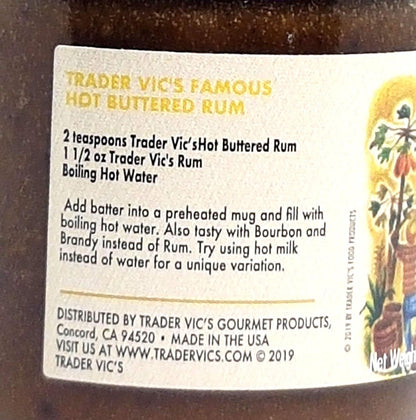 TRADER VIC'S FAMOUS
HOT BUTTERED RUM
2 teaspoons Trader Vic'sHot Buttered Rum
1 1/2 oz Trader Vic's Rum
Boiling Hot Water
Add batter into a preheated mug and fill with
boiling hot water. Also tasty with Bourbon and
Brandy instead of Rum. Try using hot milk
instead of water for a unique variation.
DISTRIBUTED BY TRADER VIC'S GOURMET PRODUCTS,
Concord, CA 94520 • MADE IN THE USA
VISIT US AT WWW.TRADERVICS.COM © 2019
TRADER VIC'S
© 2019 BY TRADER VIC'S FOOD PRODUCTS
Net